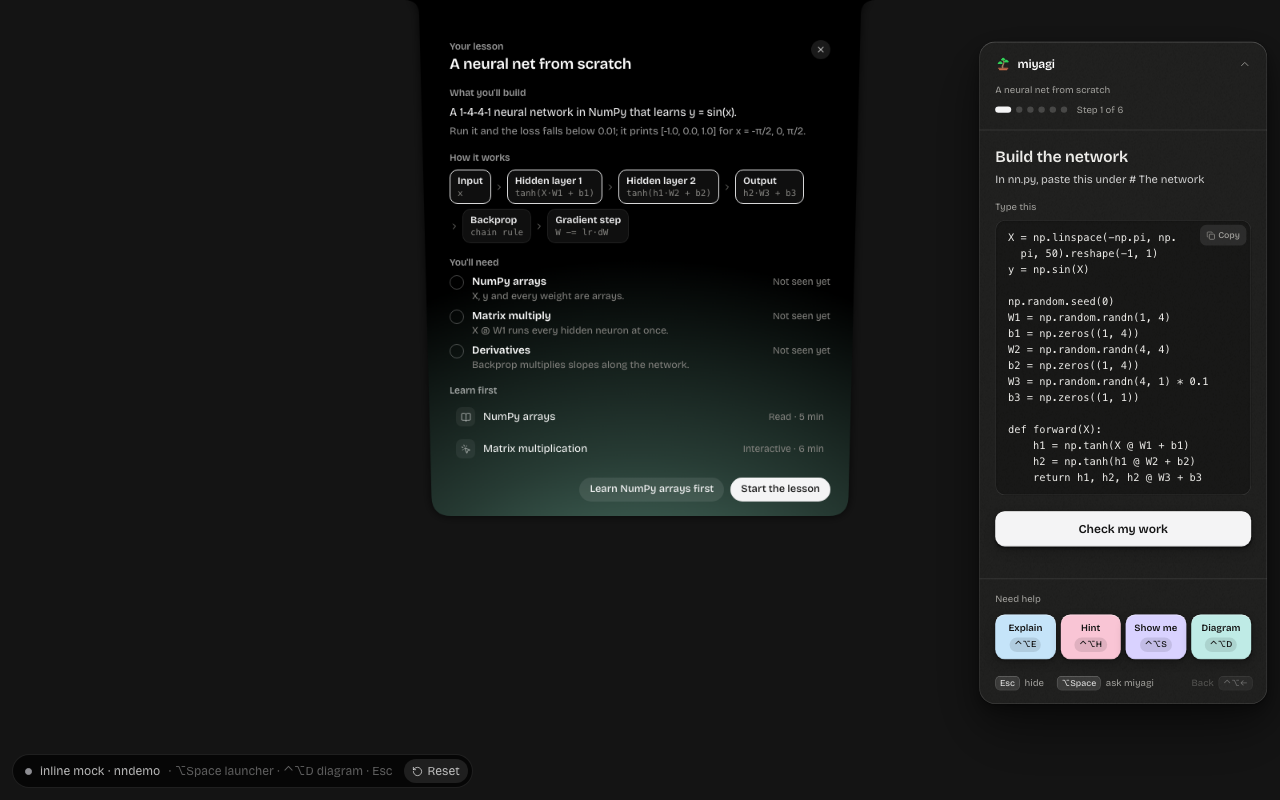 Your lesson
A neural net from scratch
What you'll build
A 1-4-4-1 neural network in NumPy that learns y = sin(x).
Run it and the loss falls below 0.01; it prints [-1.0, 0.0, 1.0] for x = -π/2, 0, π/2.
How it works
Input
x
Hidden layer 1
tanh(X·W1 + b1)
Hidden layer 2
tanh(h1·W2 + b2)
Output
h2·W3 + b3
Backprop
chain rule
Gradient step
W -= lr·dW
You'll need
NumPy arrays Not seen yet
X, y and every weight are arrays.
Matrix multiply Not seen yet
X @ W1 runs every hidden neuron at once.
Derivatives Not seen yet
Backprop multiplies slopes along the network.
Learn first
NumPy arrays Read · 5 min
Matrix multiplication Interactive · 6 min
Learn NumPy arrays first Start the lesson
miyagi
A neural net from scratch
Step 1 of 6
Build the network
In nn.py, paste this under # The network
Type this
Copy
X = np.linspace(-np.pi, np.
pi, 50).reshape(-1, 1)
y = np.sin(X)
np.random.seed(0)
W1 = np.random.randn(1, 4)
b1 = np.zeros((1, 4))
W2 = np.random.randn(4, 4)
b2 = np.zeros((1, 4))
W3 = np.random.randn(4, 1) * 0.1
b3 = np.zeros((1, 1))
def forward(X):
h1 = np.tanh(X @ W1 + b1)
h2 = np.tanh(h1 @ W2 + b2)
return h1, h2, h2 @ W3 + b3
Check my work
Need help
Explain
^⌥E
Hint
^⌥H
Show me
^⌥S
Diagram
^⌥D
Esc hide ⌥Space ask miyagi Back ^⌥←
inline mock · nndemo · ⌥Space launcher · ^⌥D diagram · Esc Reset